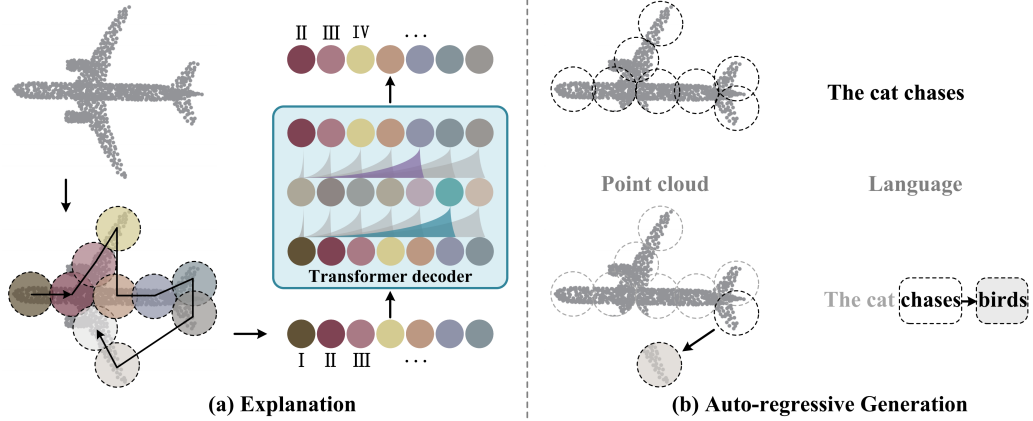 Ⅱ Ⅲ Ⅳ ...
Transformer decoder
Ⅰ Ⅱ Ⅲ ...
(a) Explanation
The cat chases
Point cloud Language
The cat chases birds
(b) Auto-regressive Generation